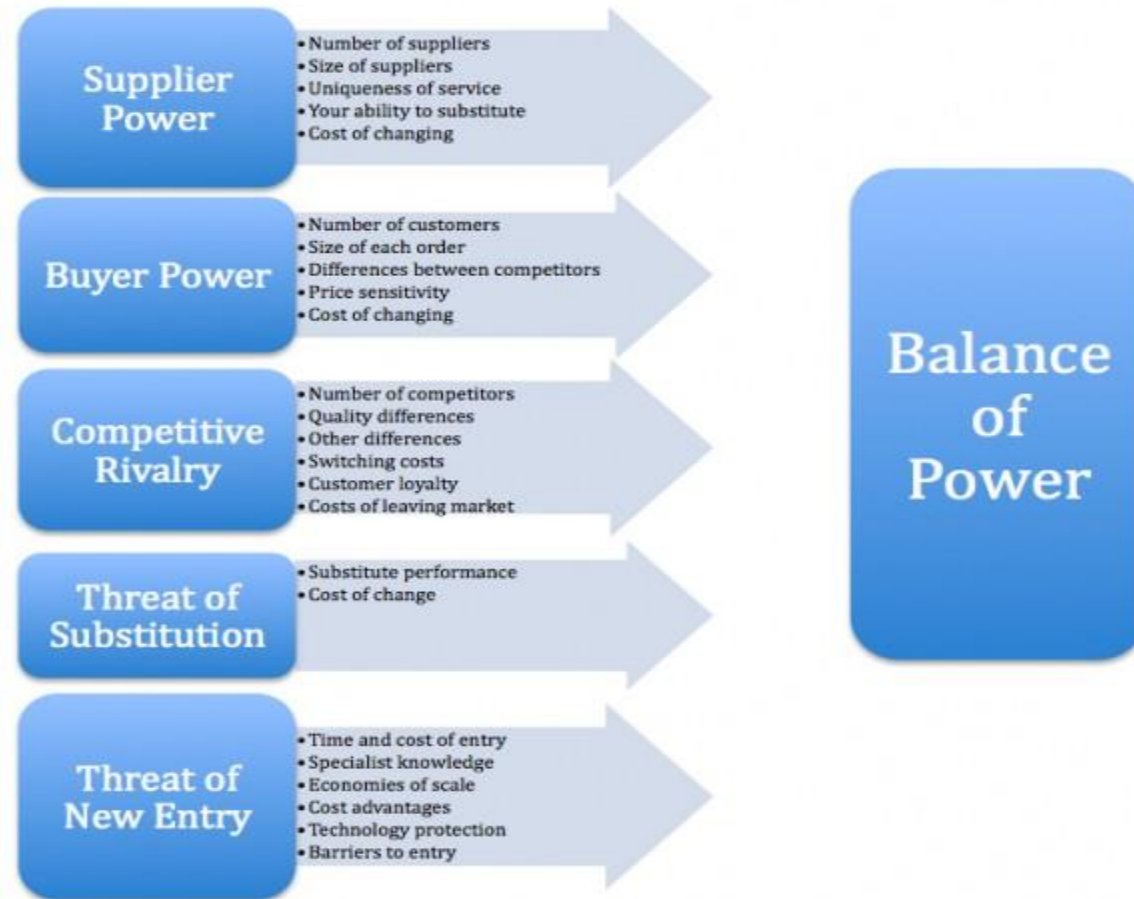 Supplier
Power
•Number of suppliers
•Size of suppliers
•Uniqueness of service
•Your ability to substitute
•Cost of changing
Buyer Power
•Number of customers
•Size of each order
•Differences between competitors
•Price sensitivity
•Cost of changing
Competitive
Rivalry
•Number of competitors
•Quality differences
•Other differences
•Switching costs
•Customer loyalty
•Costs of leaving market
Threat of
Substitution
•Substitute performance
•Cost of change
Threat of
New Entry
•Time and cost of entry
•Specialist knowledge
•Economies of scale
•Cost advantages
•Technology protection
•Barriers to entry
Balance
of
Power